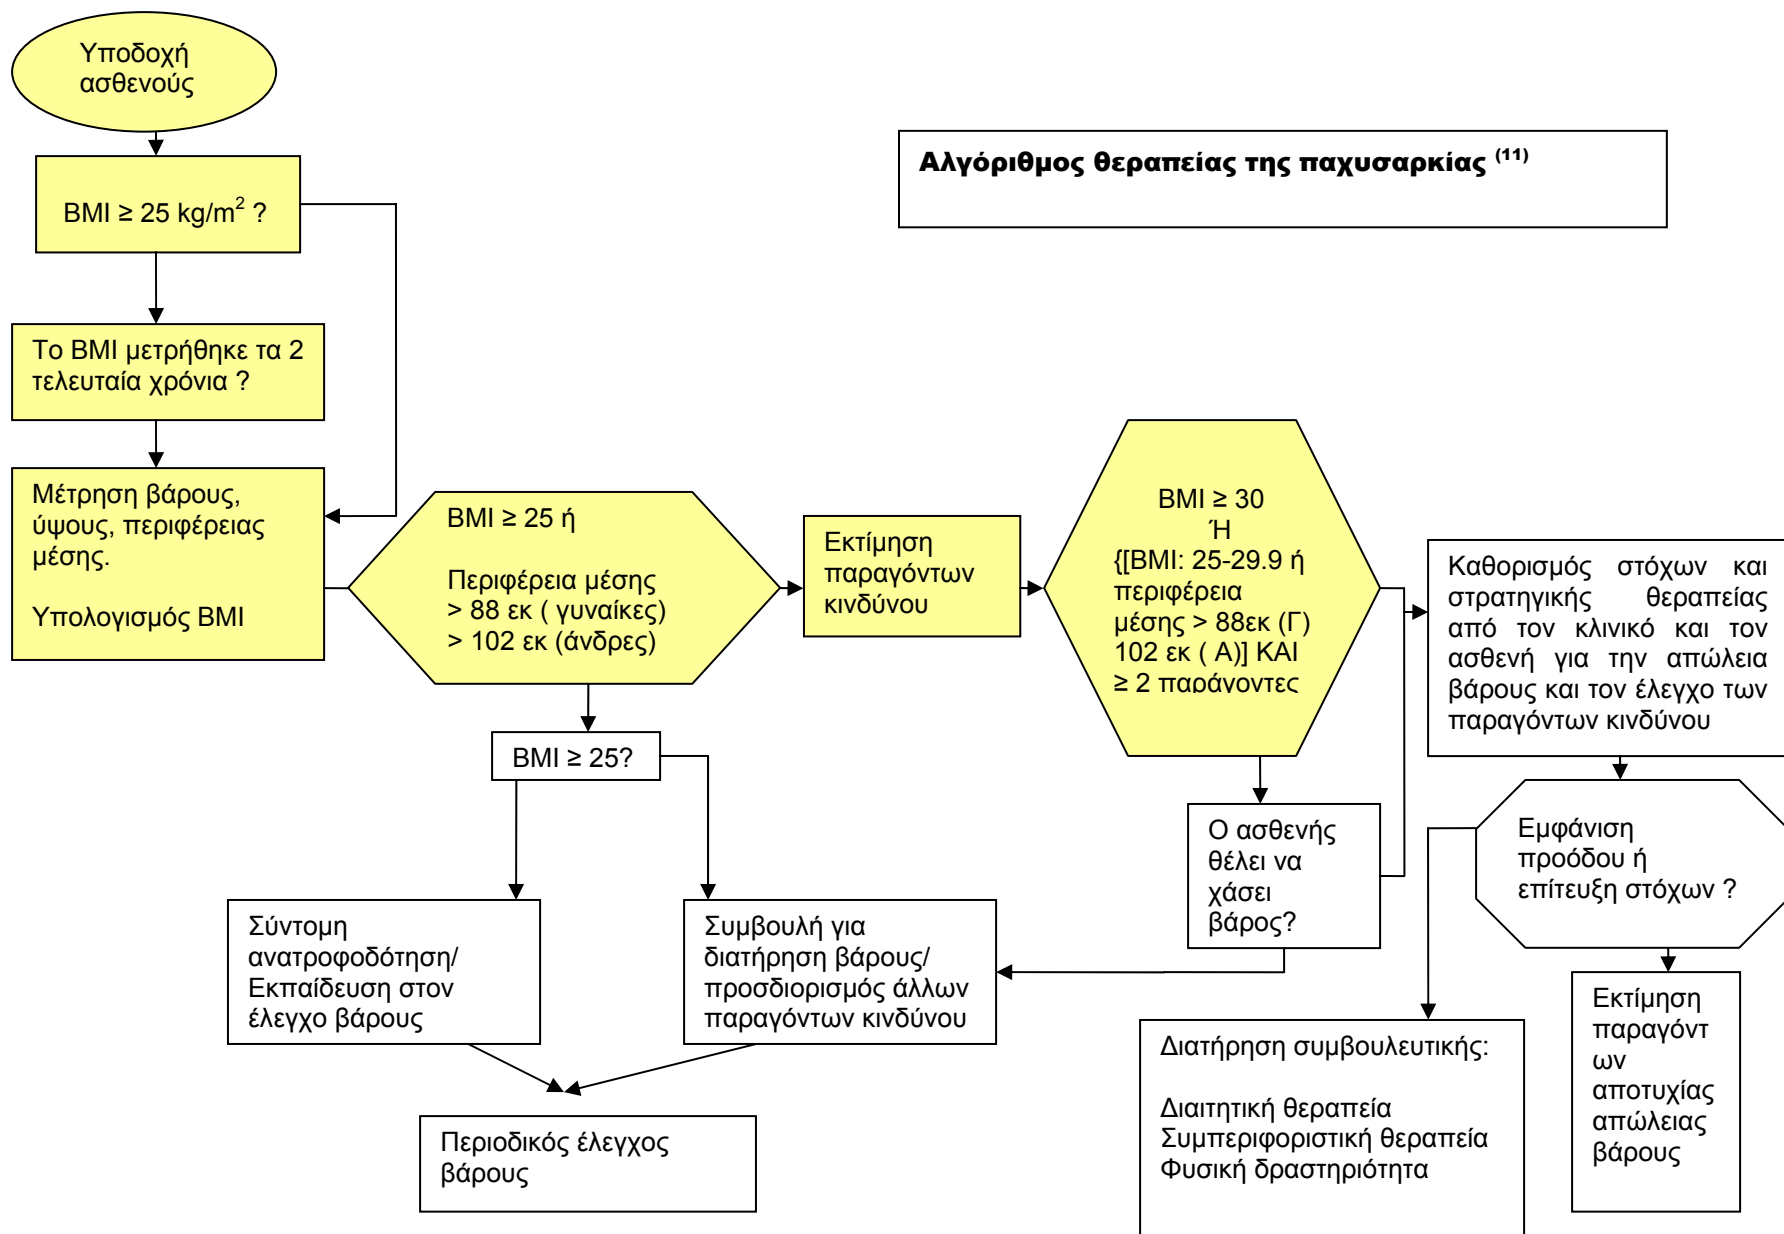 Υποδοχή
ασθενούς
Αλγόριθμος θεραπείας της παχυσαρκίας (11)
BMI ≥ 25 kg/m2 ?
Το BMI μετρήθηκε τα 2
τελευταία χρόνια ?
Μέτρηση βάρους,
ύψους, περιφέρειας
μέσης.
Υπολογισμός BMI
BMI ≥ 25 ή
Περιφέρεια μέσης
> 88 εκ ( γυναίκες)
> 102 εκ (άνδρες)
Εκτίμηση
παραγόντων
κινδύνου
BMI ≥ 30
Ή
{[BMI: 25-29.9 ή
περιφέρεια
μέσης > 88εκ (Γ)
102 εκ ( Α)] ΚΑΙ
≥ 2 παράγοντες
Καθορισμός στόχων και
στρατηγικής θεραπείας
από τον κλινικό και τον
ασθενή για την απώλεια
βάρους και τον έλεγχο των
παραγόντων κινδύνου
BMI ≥ 25?
Ο ασθενής
θέλει να
χάσει
βάρος?
Εμφάνιση
προόδου ή
επίτευξη στόχων ?
Σύντομη
ανατροφοδότηση/
Εκπαίδευση στον
έλεγχο βάρους
Συμβουλή για
διατήρηση βάρους/
προσδιορισμός άλλων
παραγόντων κινδύνου
Εκτίμηση
παραγόντ
ων
αποτυχίας
απώλειας
βάρους
Διατήρηση συμβουλευτικής:
Διαιτητική θεραπεία
Συμπεριφοριστική θεραπεία
Φυσική δραστηριότητα
Περιοδικός έλεγχος
βάρους